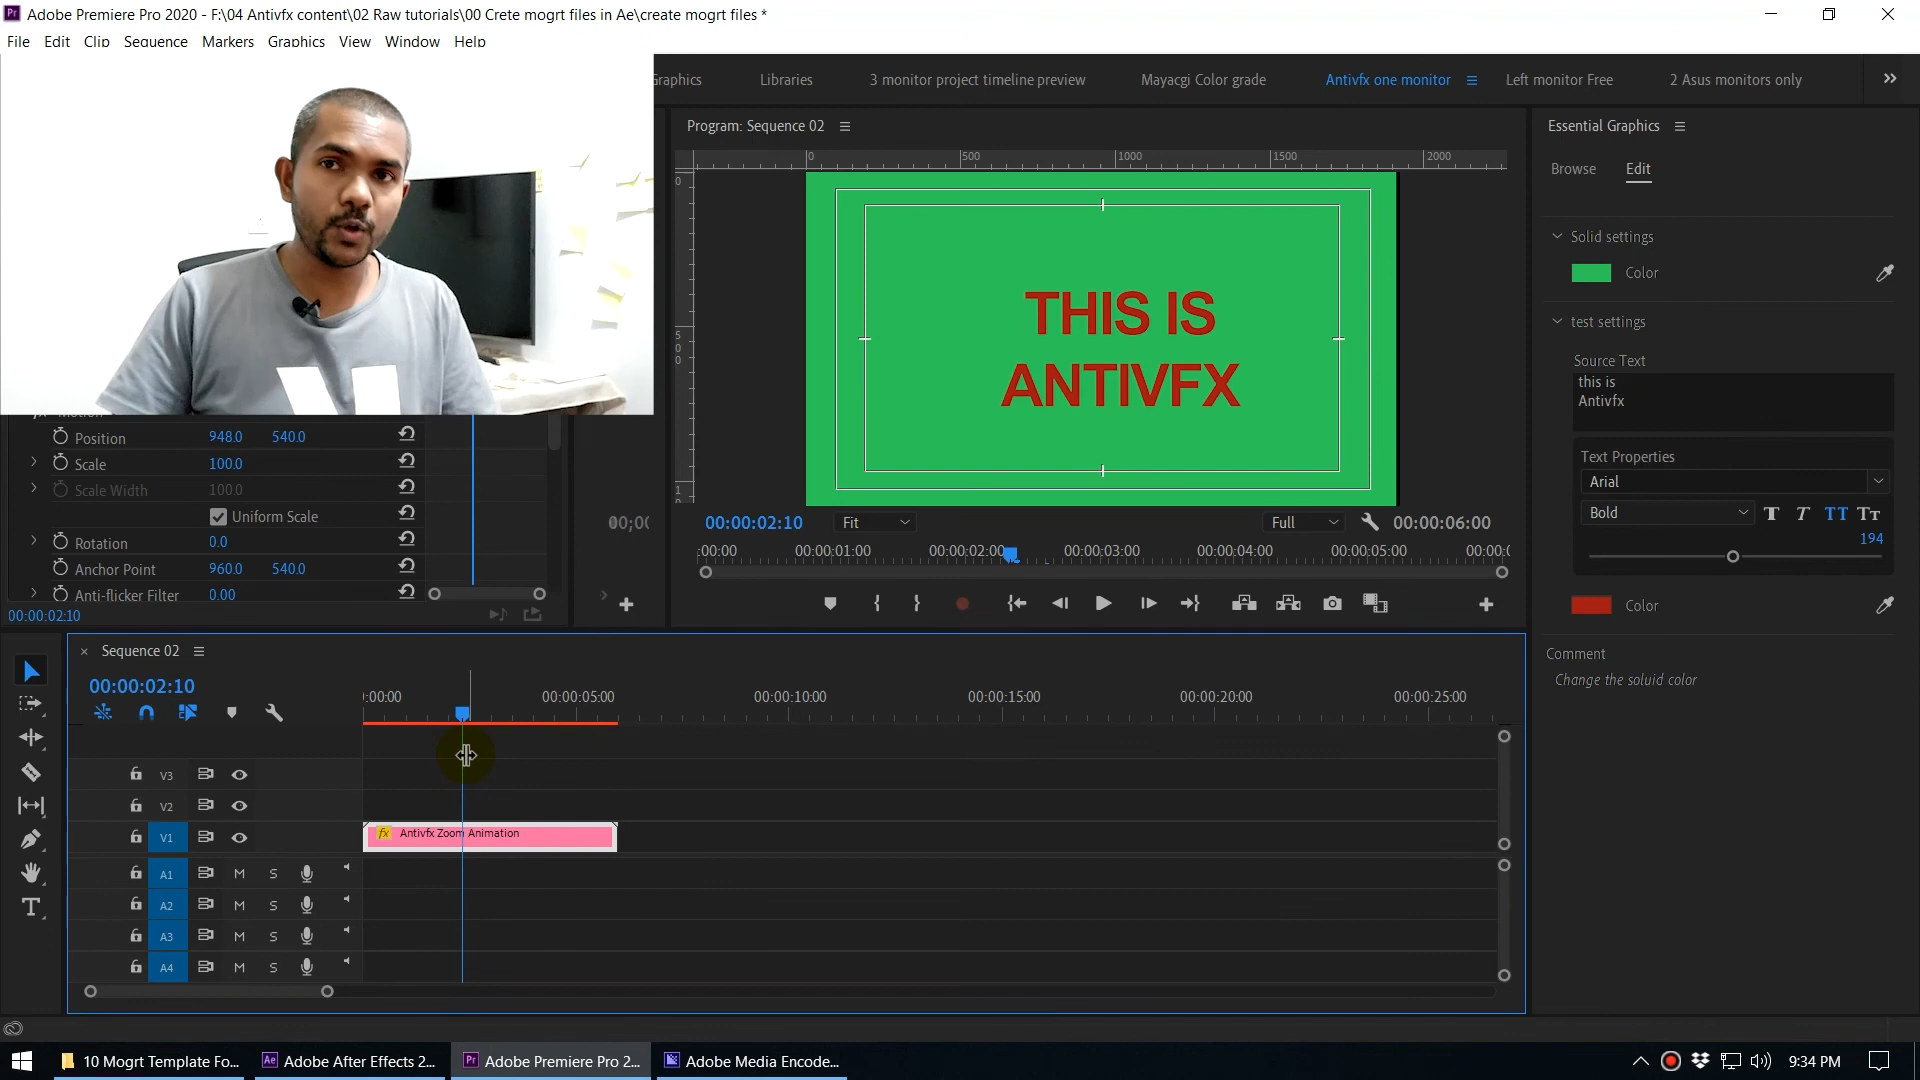 Adobe Premiere Pro 2020 - F:\04 Antivfx content\02 Raw tutorials\00 Crete mogrt files in Ae\create mogrt files *
File Edit Clip Sequence Markers Graphics View Window Help
Graphics Libraries 3 monitor project timeline preview Mayacgi Color grade Antivfx one monitor Left monitor Free 2 Asus monitors only
Program: Sequence 02
Essential Graphics
0 500 1000 1500 2000
Browse Edit
Solid settings
Color
THIS IS
ANTIVFX
test settings
Source Text
this is
Antivfx
Text Properties
Arial
Bold
194
Color
Comment
Change the soluid color
Position 948.0 540.0
Scale 100.0
Scale Width 100.0
Uniform Scale
Rotation 0.0
Anchor Point 960.0 540.0
Anti-flicker Filter 0.00
00:00:02:10
00;0(
00:00:02:10 Fit Full 00:00:06:00
:00:00 00:00:01:00 00:00:02:00 00:00:03:00 00:00:04:00 00:00:05:00 00:00:0
Sequence 02
00:00:02:10
:00:00 00:00:05:00 00:00:10:00 00:00:15:00 00:00:20:00 00:00:25:00
V3
V2
V1
fx Antivfx Zoom Animation
A1 M S
A2 M S
A3 M S
A4 M S
10 Mogrt Template Fo... Adobe After Effects 2... Adobe Premiere Pro 2... Adobe Media Encode... 9:34 PM